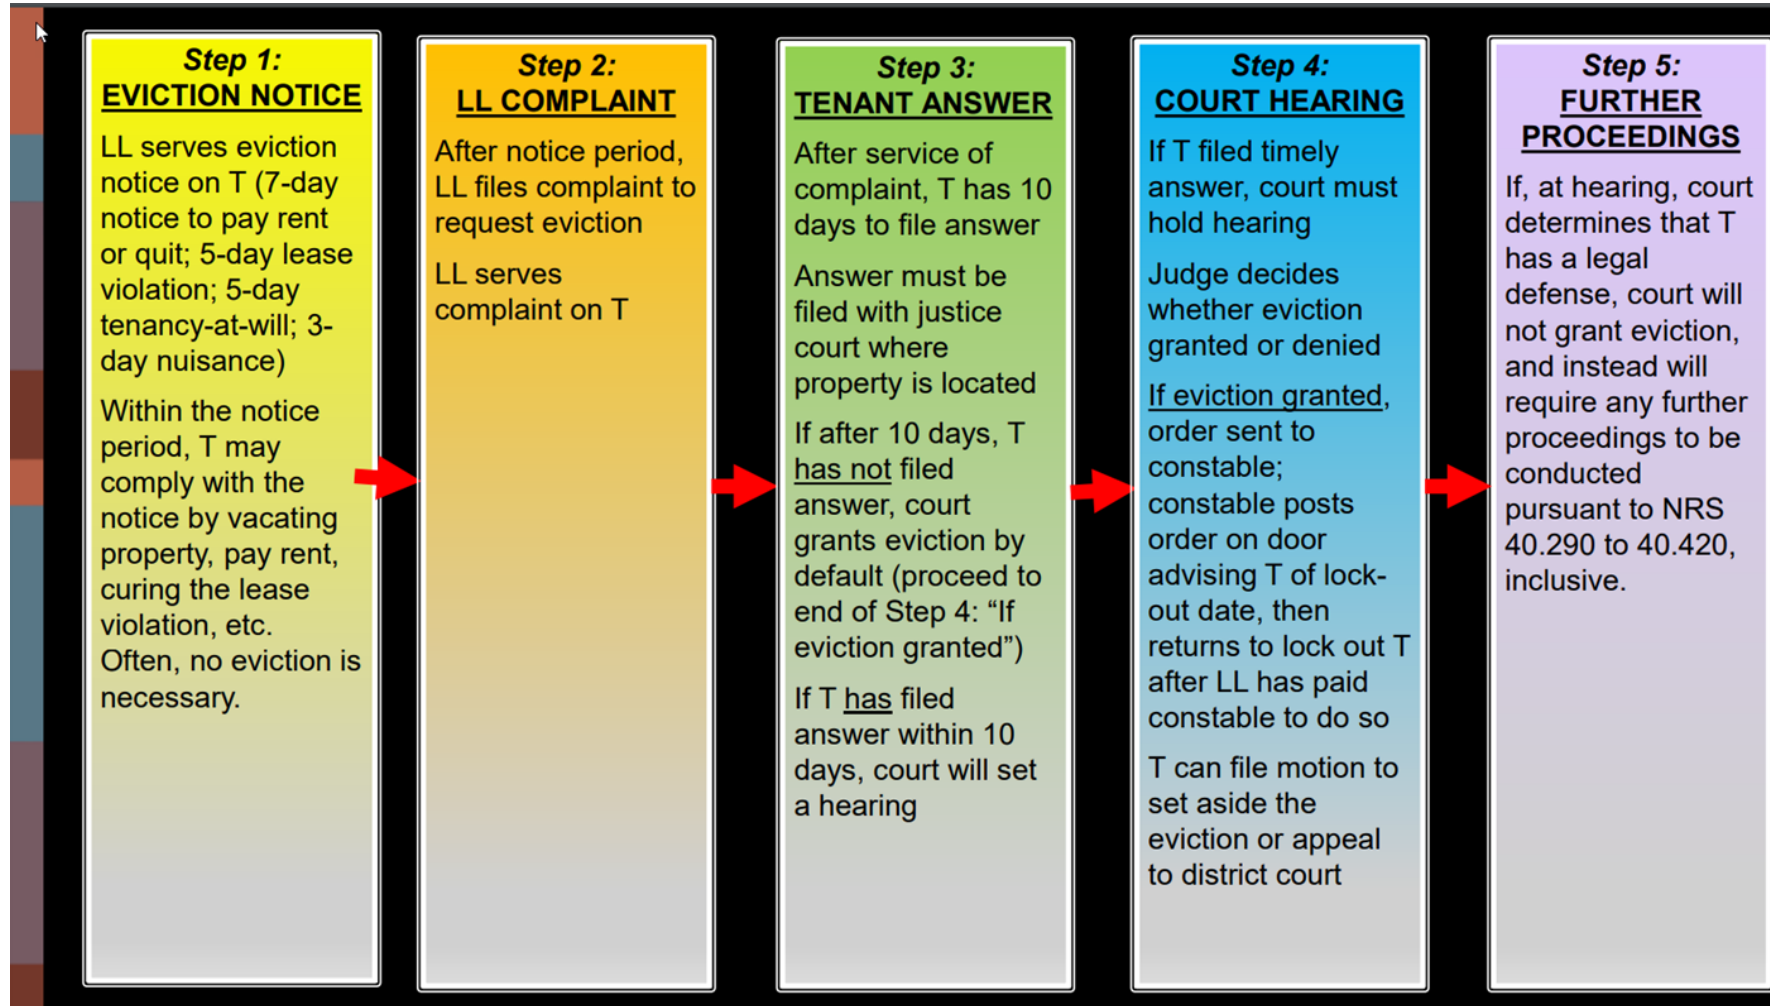 Step 1:
EVICTION NOTICE
LL serves eviction
notice on T (7-day
notice to pay rent
or quit; 5-day lease
violation; 5-day
tenancy-at-will; 3-
day nuisance)
Within the notice
period, T may
comply with the
notice by vacating
property, pay rent,
curing the lease
violation, etc.
Often, no eviction is
necessary.
Step 2:
LL COMPLAINT
After notice period,
LL files complaint to
request eviction
LL serves
complaint on T
Step 3:
TENANT ANSWER
After service of
complaint, T has 10
days to file answer
Answer must be
filed with justice
court where
property is located
If after 10 days, T
has not filed
answer, court
grants eviction by
default (proceed to
end of Step 4: “If
eviction granted”)
If T has filed
answer within 10
days, court will set
a hearing
Step 4:
COURT HEARING
If T filed timely
answer, court must
hold hearing
Judge decides
whether eviction
granted or denied
If eviction granted,
order sent to
constable;
constable posts
order on door
advising T of lock-
out date, then
returns to lock out T
after LL has paid
constable to do so
T can file motion to
set aside the
eviction or appeal
to district court
Step 5:
FURTHER
PROCEEDINGS
If, at hearing, court
determines that T
has a legal
defense, court will
not grant eviction,
and instead will
require any further
proceedings to be
conducted
pursuant to NRS
40.290 to 40.420,
inclusive.